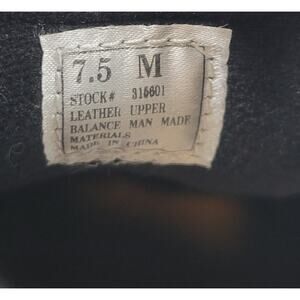 7.5 M
STOCK# 316601
LEATHER UPPER
BALANCE MAN MADE
MATERIALS
MADE IN CHINA